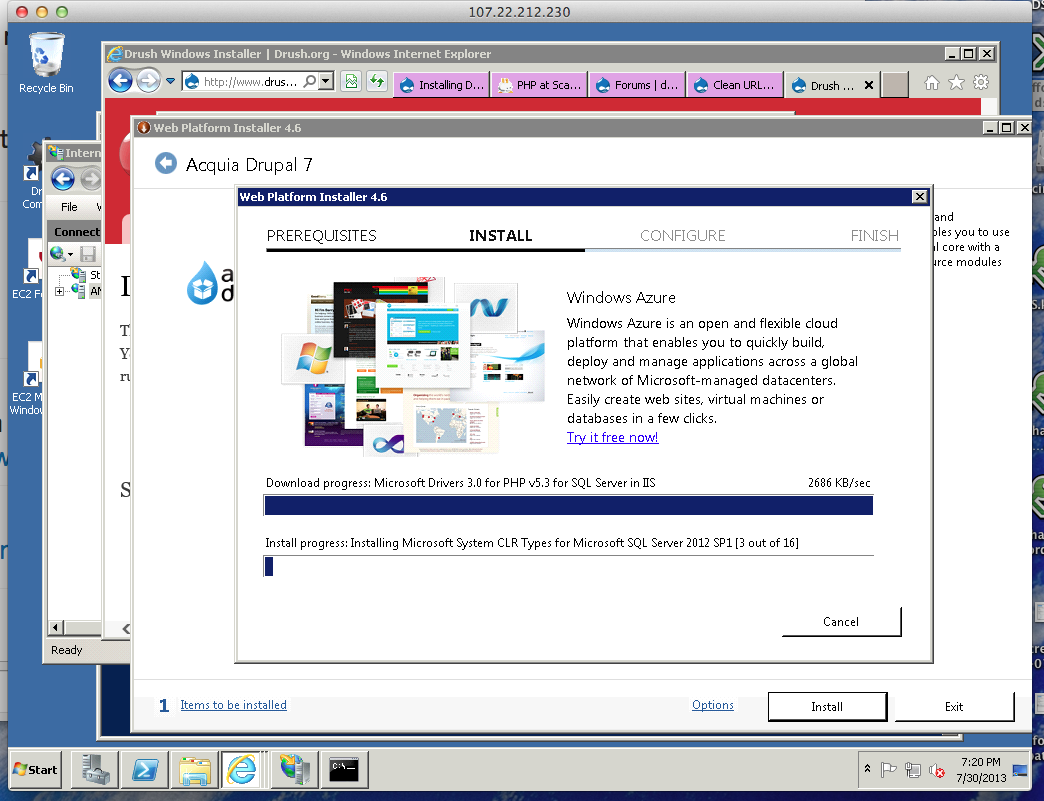 107.22.212.230
Recycle Bin
Drush Windows Installer | Drush.org - Windows Internet Explorer
http://www.drus...
Installing D...
PHP at Sca...
Forums | d...
Clean URL...
Drush ...
Web Platform Installer 4.6
Acquia Drupal 7
Intern
File
Connect
Ready
EC2 M
Windo
Web Platform Installer 4.6
PREREQUISITES
INSTALL
CONFIGURE
FINISH
and
bles you to use
l core with a
urce modules
Windows Azure
Windows Azure is an open and flexible cloud
platform that enables you to quickly build,
deploy and manage applications across a global
network of Microsoft-managed datacenters.
Easily create web sites, virtual machines or
databases in a few clicks.
Try it free now!
Download progress: Microsoft Drivers 3.0 for PHP v5.3 for SQL Server in IIS
2686 KB/sec
Install progress: Installing Microsoft System CLR Types for Microsoft SQL Server 2012 SP1 [3 out of 16]
Cancel
1 Items to be installed
Options
Install
Exit
Start
7:20 PM
7/30/2013